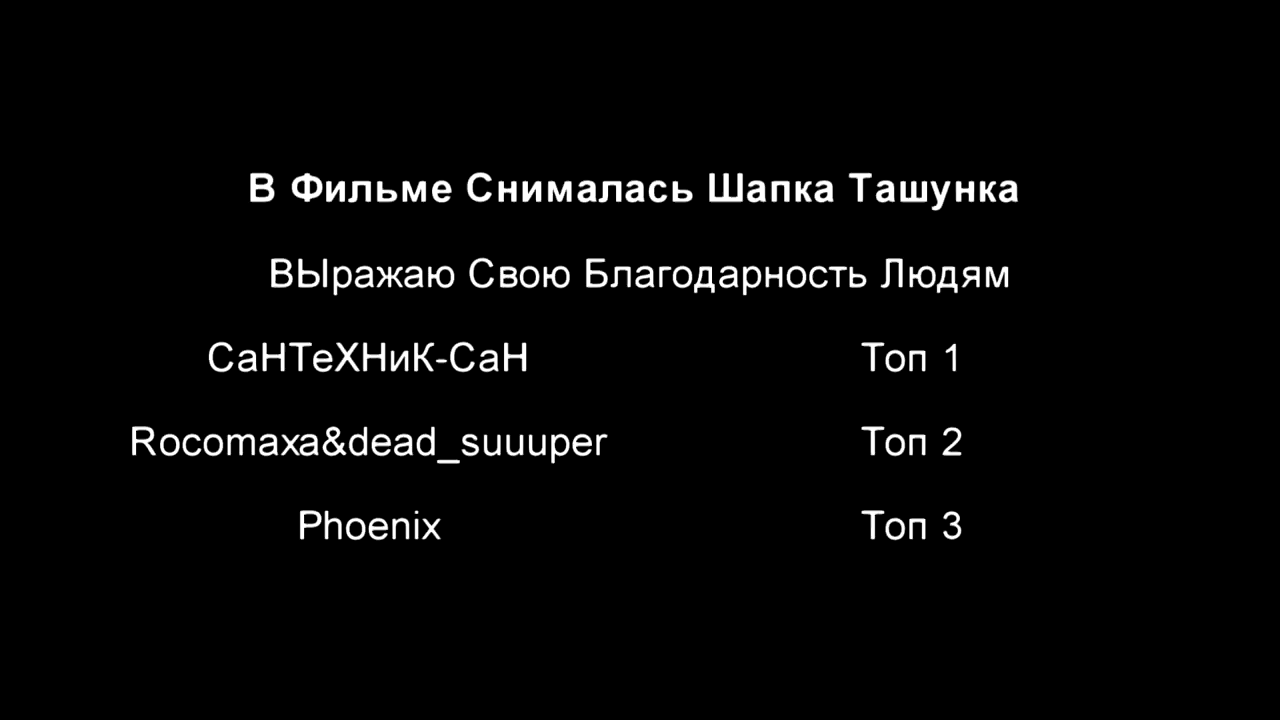 В Фильме Снималась Шапка Ташунка
ВЫражаю Свою Благодарность Людям
СаНТеХНиК-СаН Топ 1
Rocomaxa&dead_suuuper Топ 2
Phoenix Топ 3